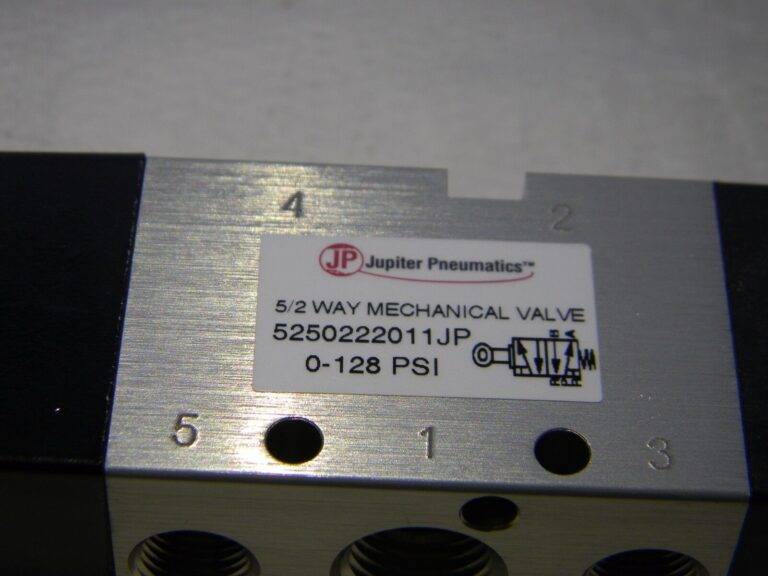 4 2
JP Jupiter Pneumatics™
5/2 WAY MECHANICAL VALVE
5250222011JP
0-128 PSI
B A
5 1 3